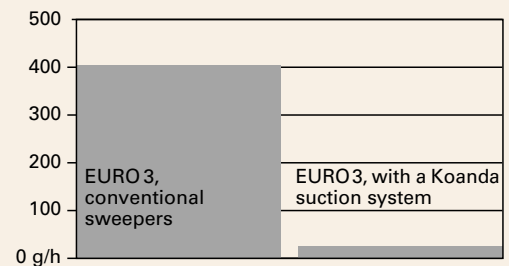 500
400
300
200
100
0 g/h
EURO 3,
conventional
sweepers
EURO 3, with a Koanda
suction system